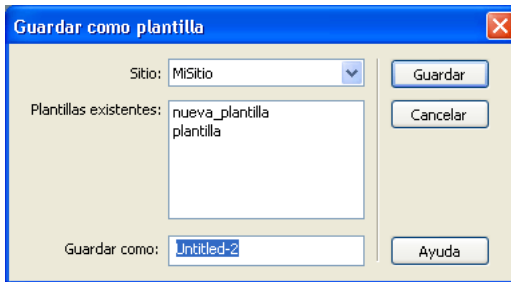 Guardar como plantilla
Sitio: MiSitio
Guardar
Plantillas existentes: nueva_plantilla
plantilla
Cancelar
Guardar como: Untitled-2
Ayuda